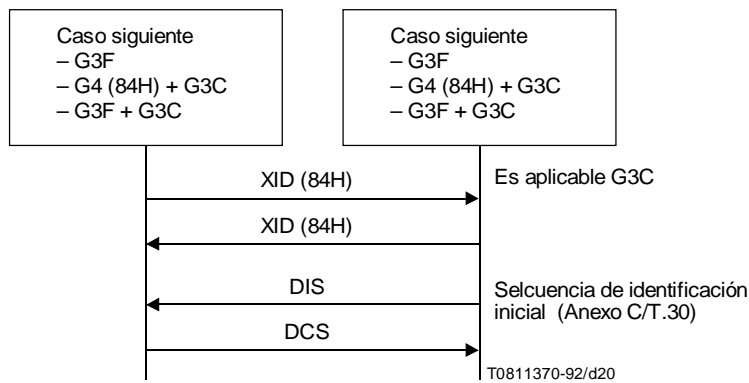 Caso siguiente
– G3F
– G4 (84H) + G3C
– G3F + G3C
Caso siguiente
– G3F
– G4 (84H) + G3C
– G3F + G3C
XID (84H)
Es aplicable G3C
XID (84H)
DIS
Selcuencia de identificación
inicial (Anexo C/T.30)
DCS
T0811370-92/d20